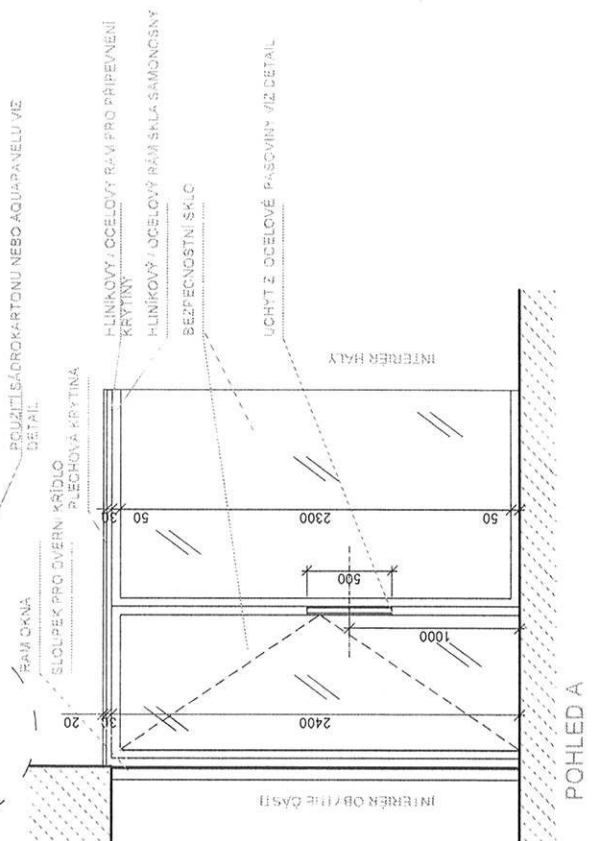 POUŽITÍ SÁDROKARTONU NEBO AQUAPANELU VIZ
DETAIL
RÁM OKNA
SLOUPEK PRO DVEŘNÍ KŘÍDLO
PLECHOVÁ KRYTINA
HLINÍKOVÝ / OCELOVÝ RÁM PRO PŘIPEVNĚNÍ
KRYTINY
HLINÍKOVÝ / OCELOVÝ RÁM SKLA SAMONOSNÝ
BEZPEČNOSTNÍ SKLO
ÚCHYT Z OCELOVÉ PÁSOVINY VIZ DETAIL
20
30
2400
30
50
2300
50
500
1000
INTERIÉR OBYTNÉ ČÁSTI
INTERIÉR HALY
POHLED A